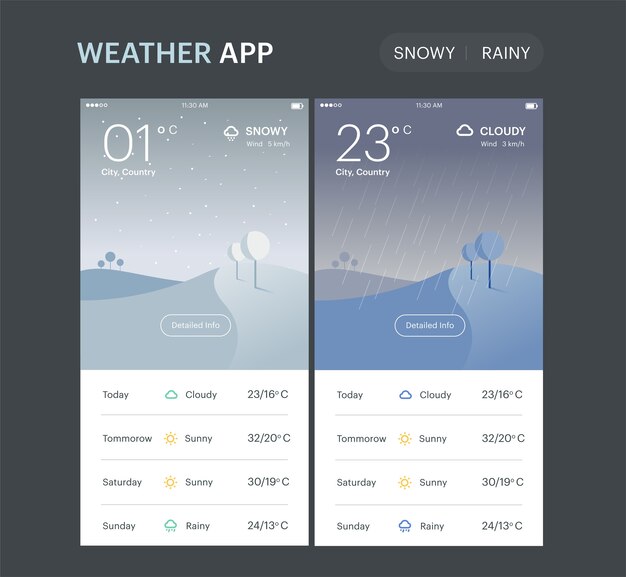 WEATHER APP
SNOWY | RAINY
11:30 AM
01° C
SNOWY
Wind 5 km/h
City, Country
Detailed Info
Today Cloudy 23/16° C
Tommorow Sunny 32/20° C
Saturday Sunny 30/19° C
Sunday Rainy 24/13° C
11:30 AM
23° C
CLOUDY
Wind 3 km/h
City, Country
Detailed Info
Today Cloudy 23/16° C
Tommorow Sunny 32/20° C
Saturday Sunny 30/19° C
Sunday Rainy 24/13° C